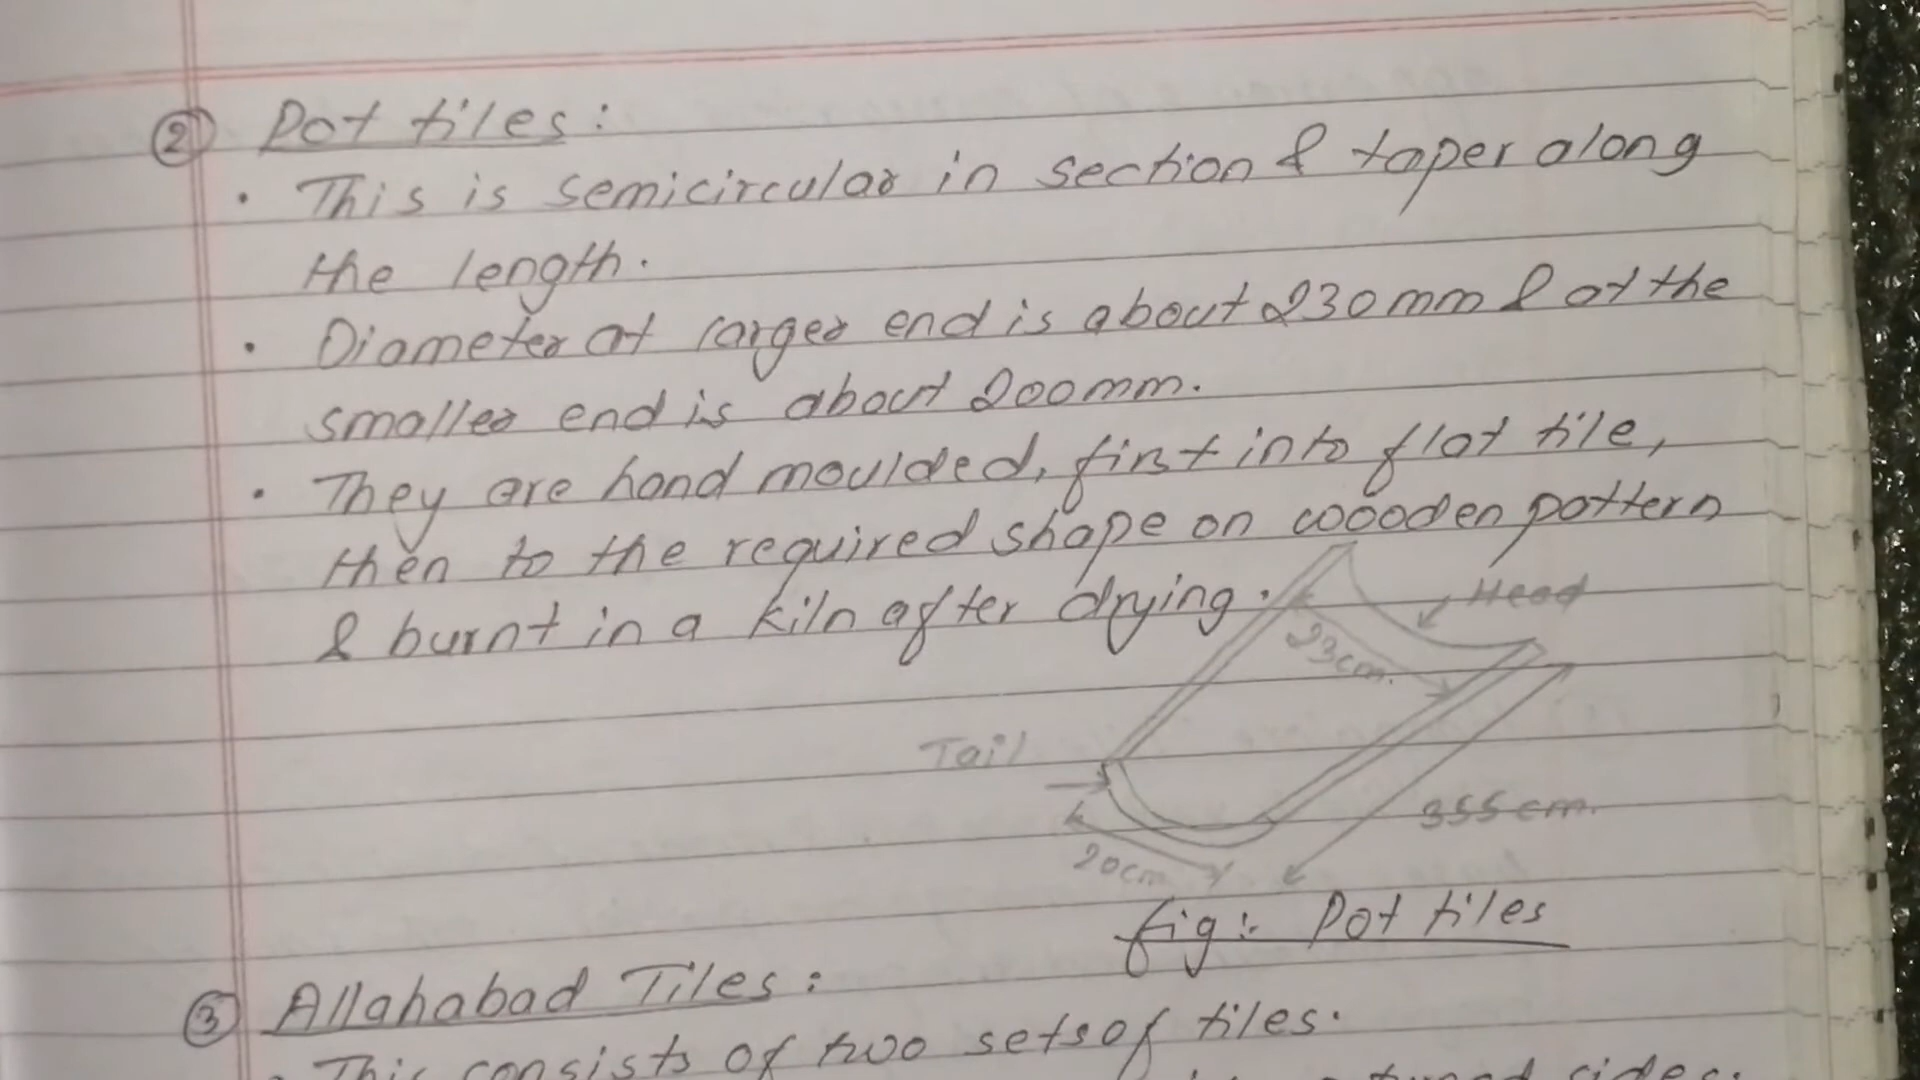 ② Pot tiles:
• This is semicircular in section & taper along
the length.
• Diameter at larger end is about 230mm & at the
smaller end is about 200mm.
• They are hand moulded, first into flat tile,
then to the required shape on wooden pattern
& burnt in a kiln after drying.
Head
23cm.
Tail
355 cm.
20cm
fig:- Pot tiles
③ Allahabad Tiles:
• This consists of two sets of tiles.
sides.